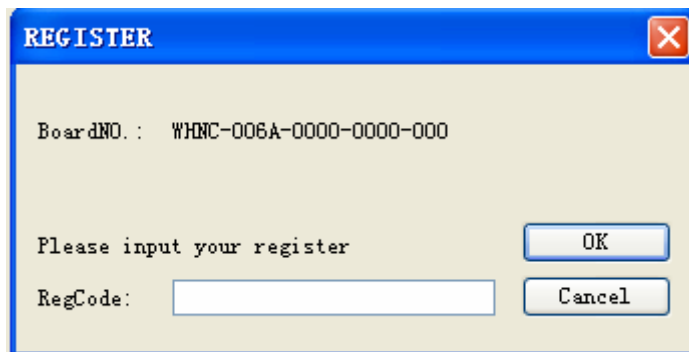 REGISTER
BoardNO.: WHNC-006A-0000-0000-000
Please input your register
OK
RegCode:
Cancel